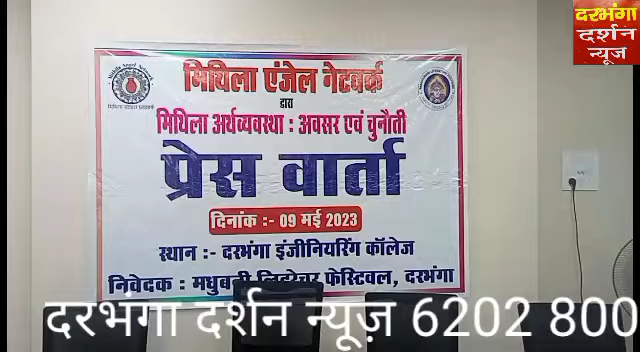 दरभंगा
दर्शन
न्यूज
मिथिला एंजेल नेटवर्क
द्वारा
मिथिला अर्थव्यवस्था : अवसर एवं चुनौती
प्रेस वार्ता
दिनांक :- 09 मई 2023
स्थान :- दरभंगा इंजीनियरिंग कॉलेज
निवेदक : मधुबनी लिटरेचर फेस्टिवल, दरभंगा
दरभंगा दर्शन न्यूज़ 6202 800